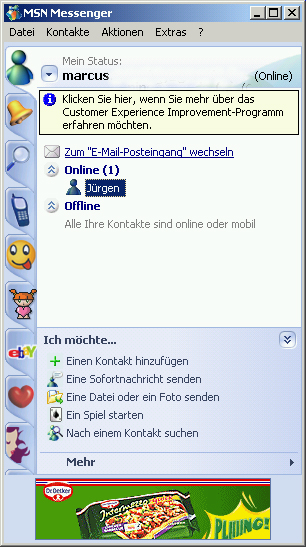 MSN Messenger
Datei Kontakte Aktionen Extras ?
Mein Status:
marcus (Online)
Klicken Sie hier, wenn Sie mehr über das
Customer Experience Improvement-Programm
erfahren möchten.
Zum "E-Mail-Posteingang" wechseln
Online (1)
Jürgen
Offline
Alle Ihre Kontakte sind online oder mobil
ebY
Ich möchte...
Einen Kontakt hinzufügen
Eine Sofortnachricht senden
Eine Datei oder ein Foto senden
Ein Spiel starten
Nach einem Kontakt suchen
Mehr
Dr.Oetker
Intermezzo
PLIIING!